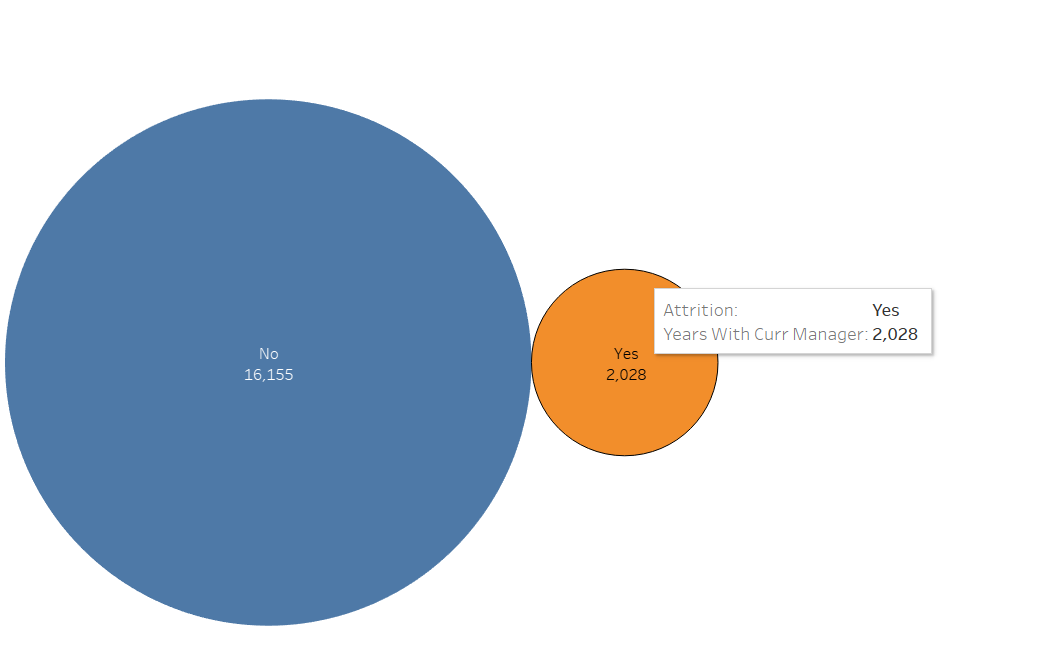 No
16,155
Yes
2,028
Attrition: Yes
Years With Curr Manager: 2,028